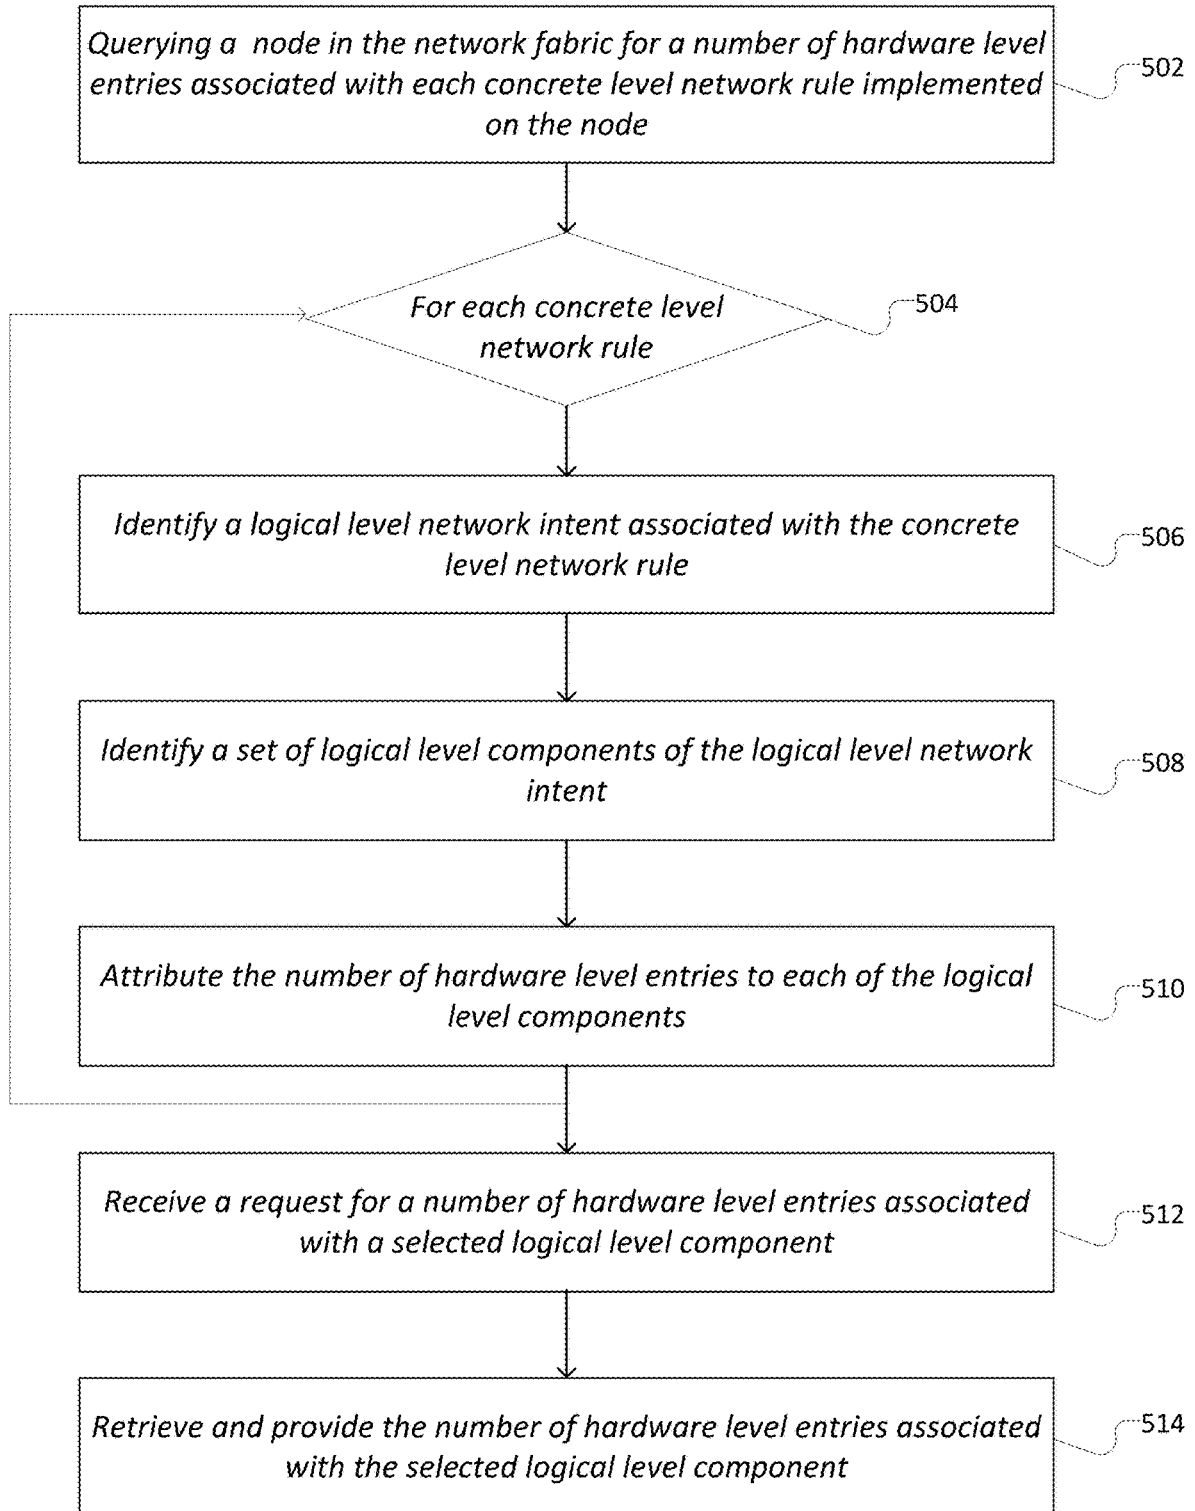 Querying a node in the network fabric for a number of hardware level
entries associated with each concrete level network rule implemented
on the node
502
For each concrete level
network rule
504
Identify a logical level network intent associated with the concrete
level network rule
506
Identify a set of logical level components of the logical level network
intent
508
Attribute the number of hardware level entries to each of the logical
level components
510
Receive a request for a number of hardware level entries associated
with a selected logical level component
512
Retrieve and provide the number of hardware level entries associated
with the selected logical level component
514